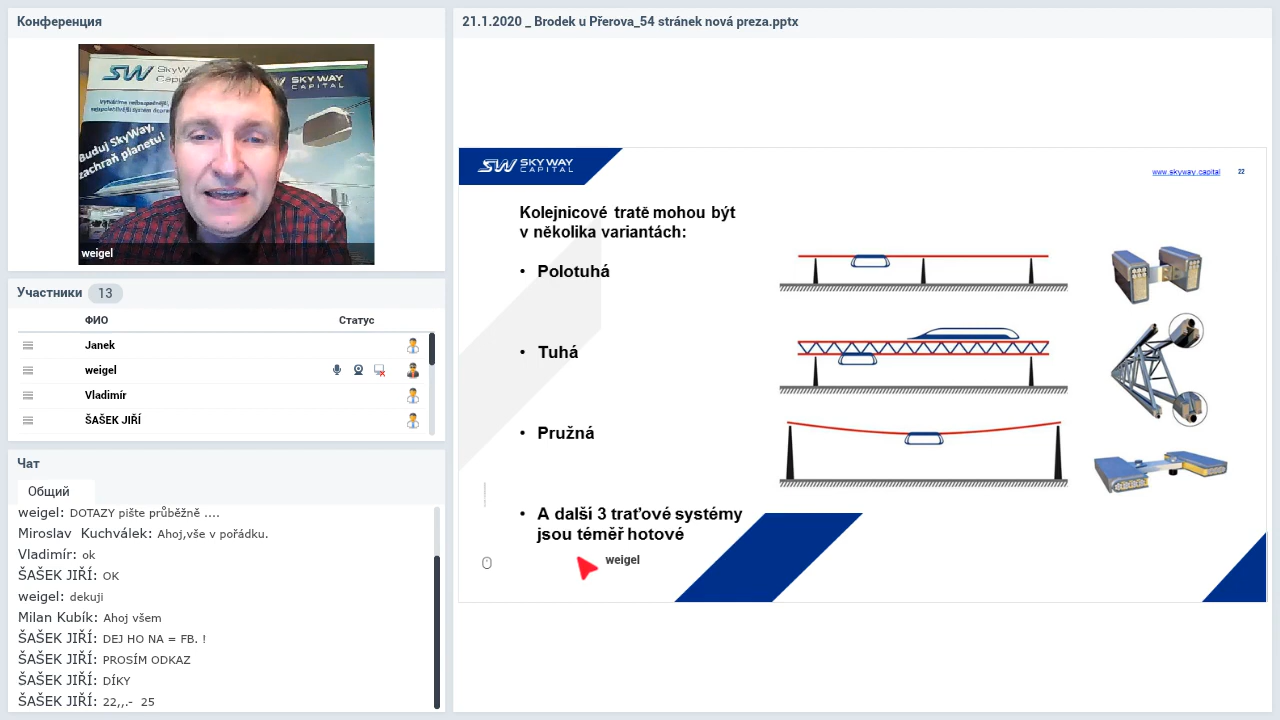 Конференция
SW SkyWay
Capital
SKY WAY
CAPITAL
Buduj SkyWay,
zachraň planetu!
weigel
Участники 13
ФИО Статус
Janek
weigel
Vladimír
ŠAŠEK JIŘÍ
Чат
Общий
weigel: DOTAZY pište průběžně ....
Miroslav Kuchválek: Ahoj,vše v pořádku.
Vladimír: ok
ŠAŠEK JIŘÍ: OK
weigel: dekuji
Milan Kubík: Ahoj všem
ŠAŠEK JIŘÍ: DEJ HO NA = FB. !
ŠAŠEK JIŘÍ: PROSÍM ODKAZ
ŠAŠEK JIŘÍ: DÍKY
ŠAŠEK JIŘÍ: 22,,.- 25
21.1.2020 _ Brodek u Přerova_54 stránek nová preza.pptx
SW SKY WAY
CAPITAL
www.skyway.capital 22
Kolejnicové tratě mohou být
v několika variantách:
• Polotuhá
• Tuhá
• Pružná
• A další 3 traťové systémy
jsou téměř hotové
weigel